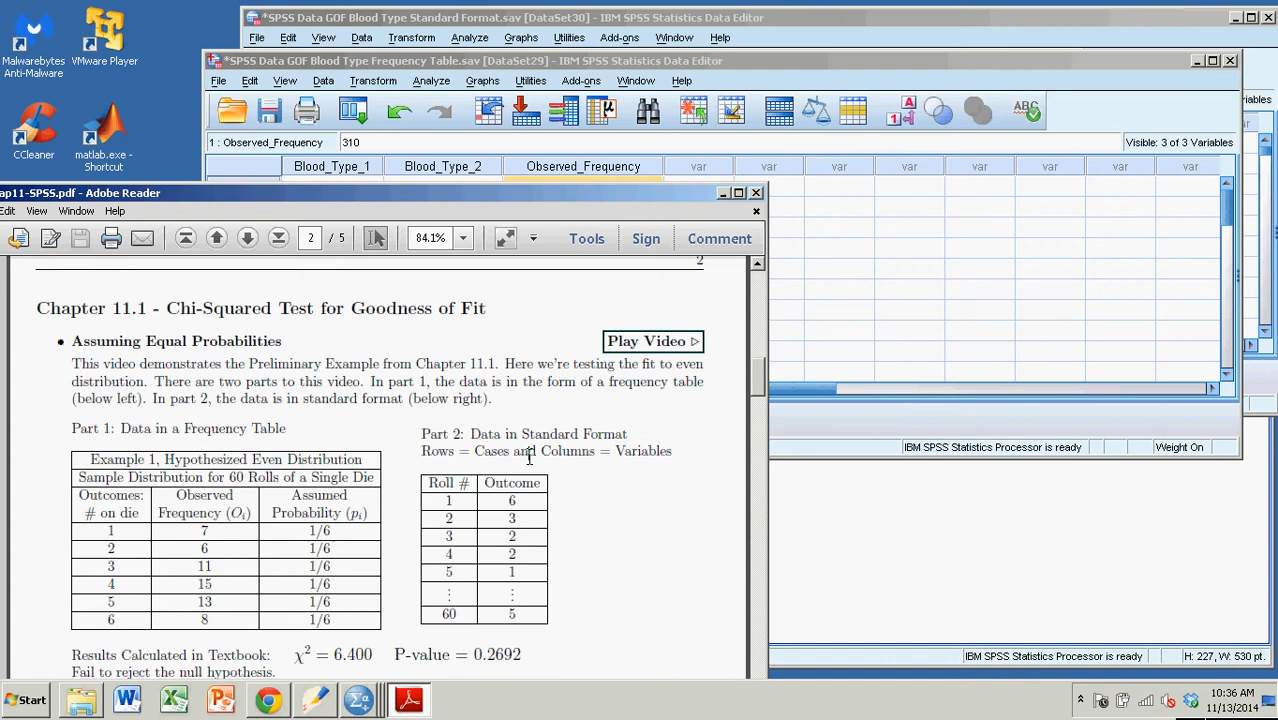 *SPSS Data GOF Blood Type Standard Format.sav [DataSet30] - IBM SPSS Statistics Data Editor
File Edit View Data Transform Analyze Graphs Utilities Add-ons Window Help
*SPSS Data GOF Blood Type Frequency Table.sav [DataSet29] - IBM SPSS Statistics Data Editor
File Edit View Data Transform Analyze Graphs Utilities Add-ons Window Help
Malwarebytes
Anti-Malware
VMware Player
CCleaner
matlab.exe -
Shortcut
ABC
1 : Observed_Frequency 310 Visible: 3 of 3 Variables
Blood_Type_1 Blood_Type_2 Observed_Frequency var var var var var var var var
ap11-SPSS.pdf - Adobe Reader
Edit View Window Help
2 / 5 84.1% Tools Sign Comment
2
Chapter 11.1 - Chi-Squared Test for Goodness of Fit
• Assuming Equal Probabilities Play Video ▷
This video demonstrates the Preliminary Example from Chapter 11.1. Here we're testing the fit to even
distribution. There are two parts to this video. In part 1, the data is in the form of a frequency table
(below left). In part 2, the data is in standard format (below right).
Part 1: Data in a Frequency Table
Example 1, Hypothesized Even Distribution
Sample Distribution for 60 Rolls of a Single Die
Outcomes: Observed Assumed
# on die Frequency (Oi) Probability (pi)
1 7 1/6
2 6 1/6
3 11 1/6
4 15 1/6
5 13 1/6
6 8 1/6
Part 2: Data in Standard Format
Rows = Cases and Columns = Variables
Roll # Outcome
1 6
2 3
3 2
4 2
5 1
⋮ ⋮
60 5
Results Calculated in Textbook: χ² = 6.400 P-value = 0.2692
Fail to reject the null hypothesis.
IBM SPSS Statistics Processor is ready
IBM SPSS Statistics Processor is ready H: 227, W: 530 pt.
Start
10:36 AM
11/13/2014